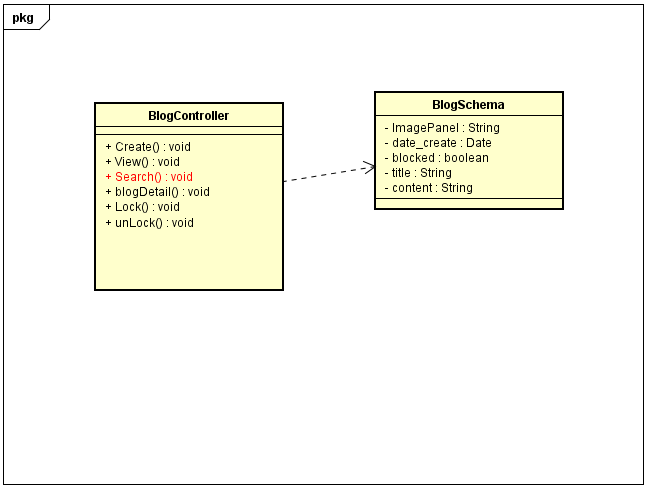 pkg
BlogController
+ Create() : void
+ View() : void
+ Search() : void
+ blogDetail() : void
+ Lock() : void
+ unLock() : void
BlogSchema
- ImagePanel : String
- date_create : Date
- blocked : boolean
- title : String
- content : String